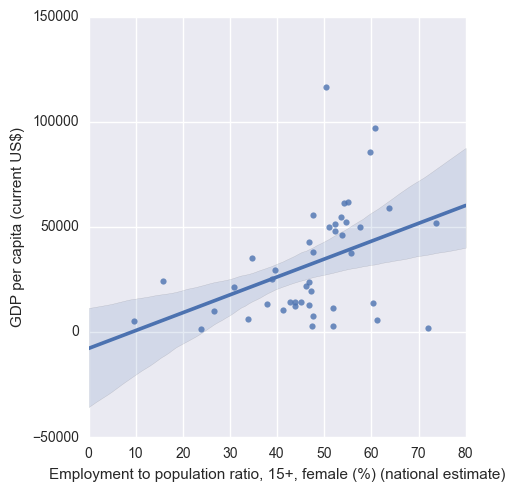 150000
100000
50000
0
−50000
GDP per capita (current US$)
0 10 20 30 40 50 60 70 80
Employment to population ratio, 15+, female (%) (national estimate)